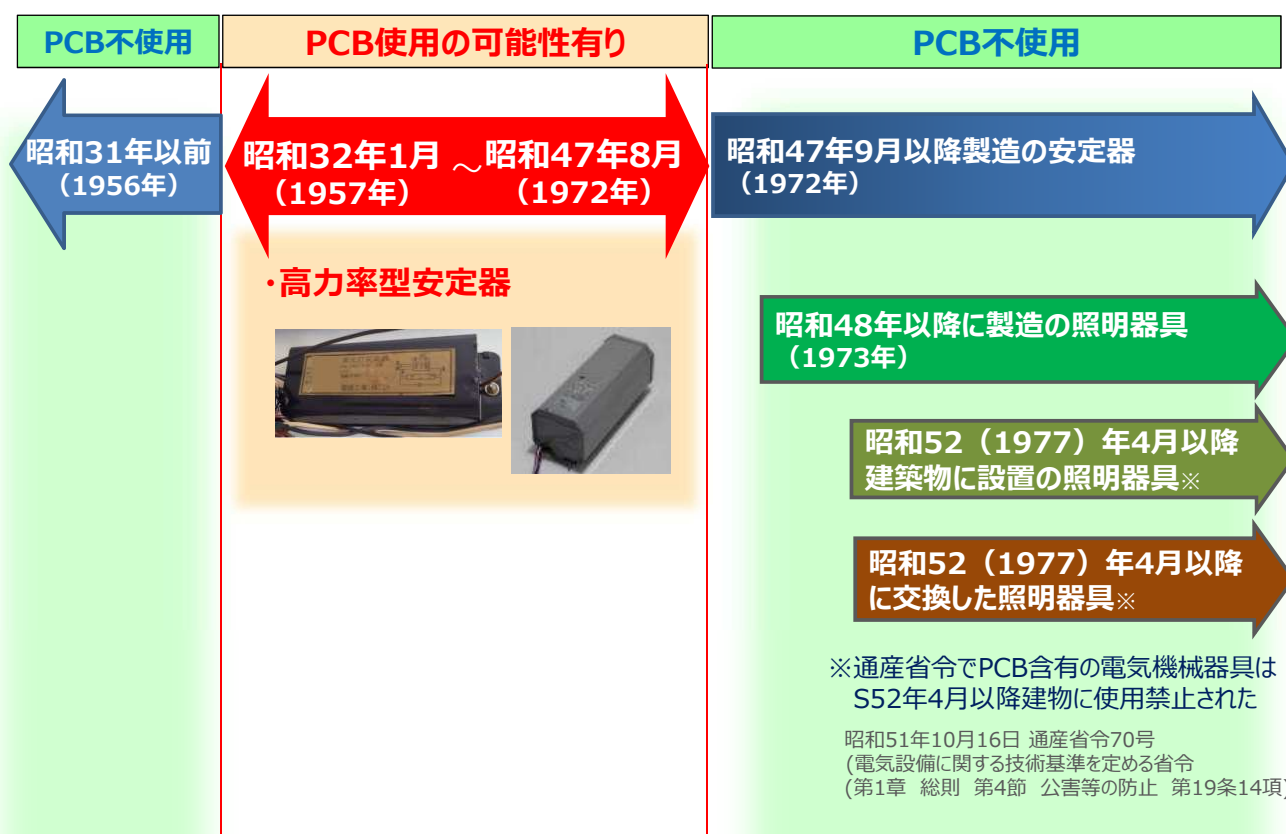 PCB不使用
PCB使用の可能性有り
PCB不使用
昭和31年以前
（1956年）
昭和32年1月 ～昭和47年8月
（1957年） （1972年）
昭和47年9月以降製造の安定器
（1972年）
・高力率型安定器
昭和48年以降に製造の照明器具
（1973年）
昭和52（1977）年4月以降
建築物に設置の照明器具※
昭和52（1977）年4月以降
に交換した照明器具※
※通産省令でPCB含有の電気機械器具は
S52年4月以降建物に使用禁止された
昭和51年10月16日 通産省令70号
(電気設備に関する技術基準を定める省令
(第1章 総則 第4節 公害等の防止 第19条14項)